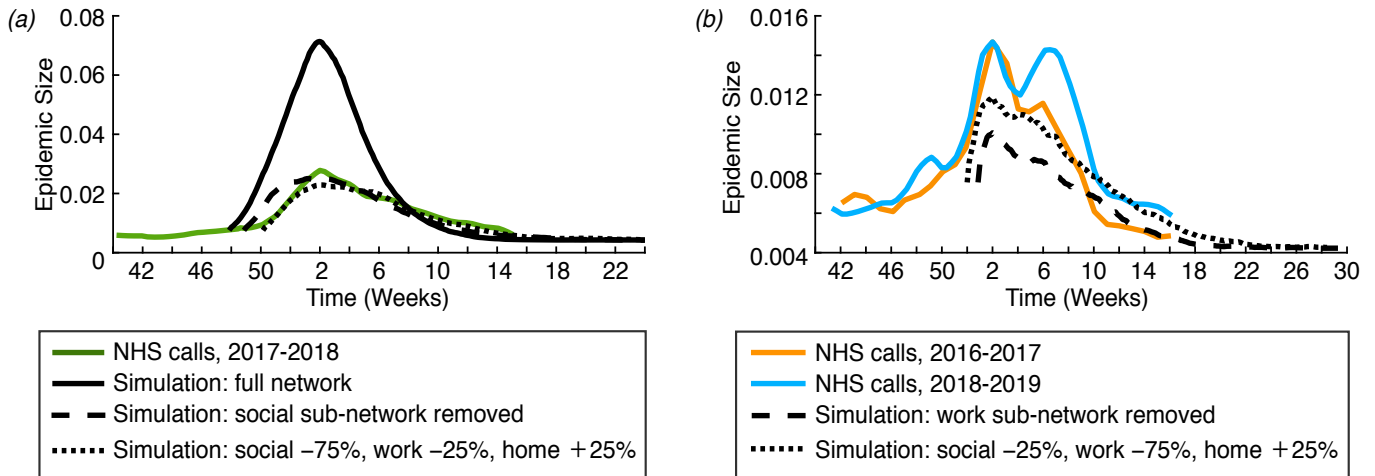 (a)
Epidemic Size
0.08
0.06
0.04
0.02
0
42 46 50 2 6 10 14 18 22
Time (Weeks)
NHS calls, 2017-2018
Simulation: full network
Simulation: social sub-network removed
Simulation: social −75%, work −25%, home +25%
(b)
Epidemic Size
0.016
0.012
0.008
0.004
42 46 50 2 6 10 14 18 22 26 30
Time (Weeks)
NHS calls, 2016-2017
NHS calls, 2018-2019
Simulation: work sub-network removed
Simulation: social −25%, work −75%, home +25%